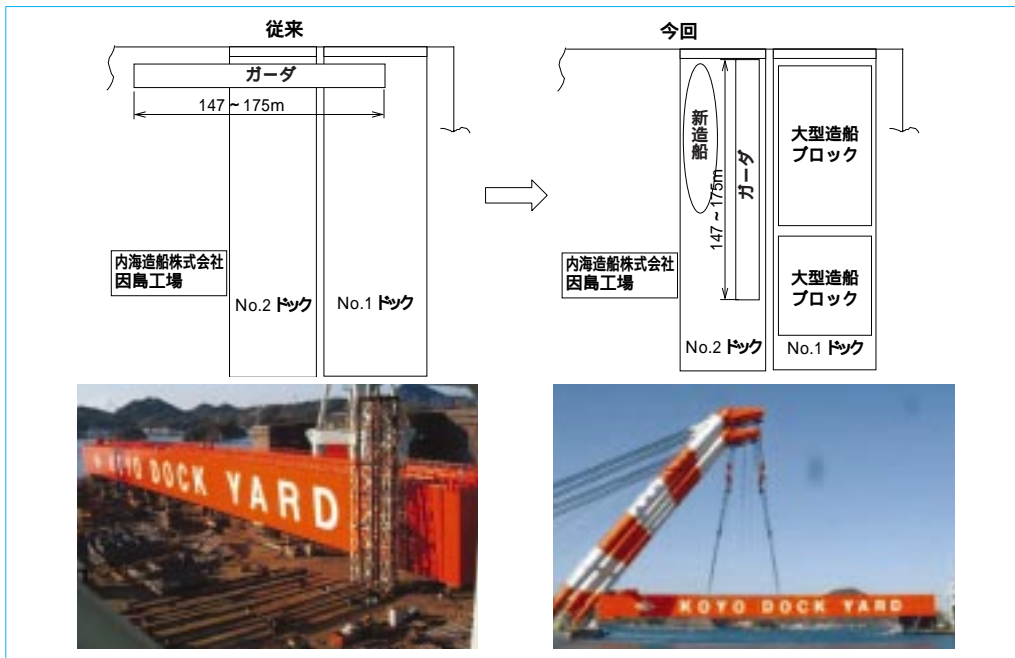 従来
ガーダ
147~175m
内海造船株式会社
因島工場
No.2 ドック
No.1 ドック
今回
新造船
147~175m
ガーダ
大型造船
ブロック
大型造船
ブロック
内海造船株式会社
因島工場
No.2 ドック
No.1 ドック
KOYO DOCK YARD
KOYO DOCK YARD